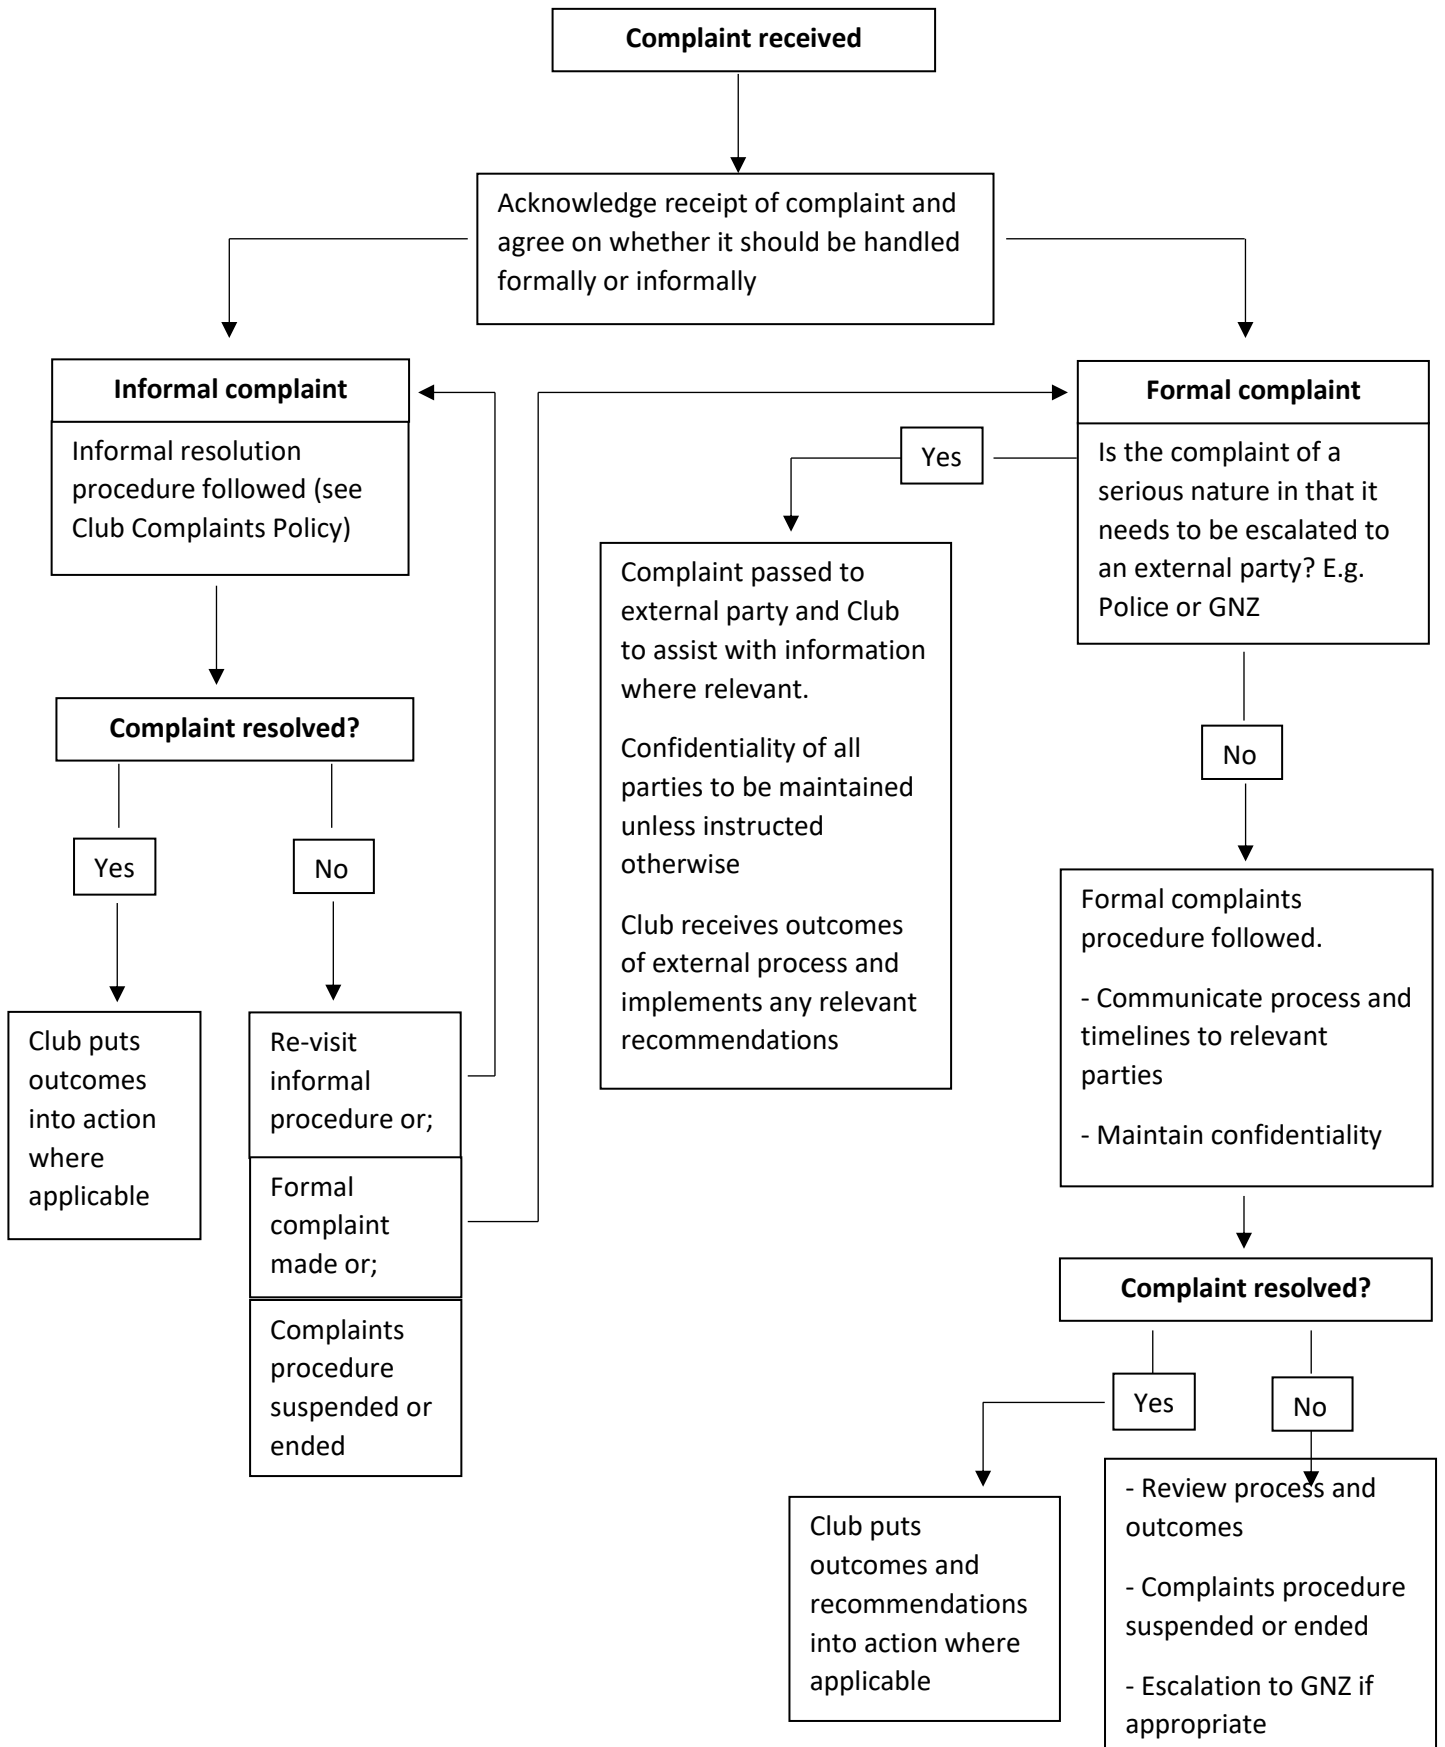 Complaint received
Acknowledge receipt of complaint and
agree on whether it should be handled
formally or informally
Informal complaint
Informal resolution
procedure followed (see
Club Complaints Policy)
Complaint resolved?
Yes
No
Club puts
outcomes
into action
where
applicable
Re-visit
informal
procedure or;
Formal
complaint
made or;
Complaints
procedure
suspended or
ended
Formal complaint
Is the complaint of a
serious nature in that it
needs to be escalated to
an external party? E.g.
Police or GNZ
Yes
Complaint passed to
external party and Club
to assist with information
where relevant.
Confidentiality of all
parties to be maintained
unless instructed
otherwise
Club receives outcomes
of external process and
implements any relevant
recommendations
No
Formal complaints
procedure followed.
- Communicate process and
timelines to relevant
parties
- Maintain confidentiality
Complaint resolved?
Yes
No
Club puts
outcomes and
recommendations
into action where
applicable
- Review process and
outcomes
- Complaints procedure
suspended or ended
- Escalation to GNZ if
appropriate